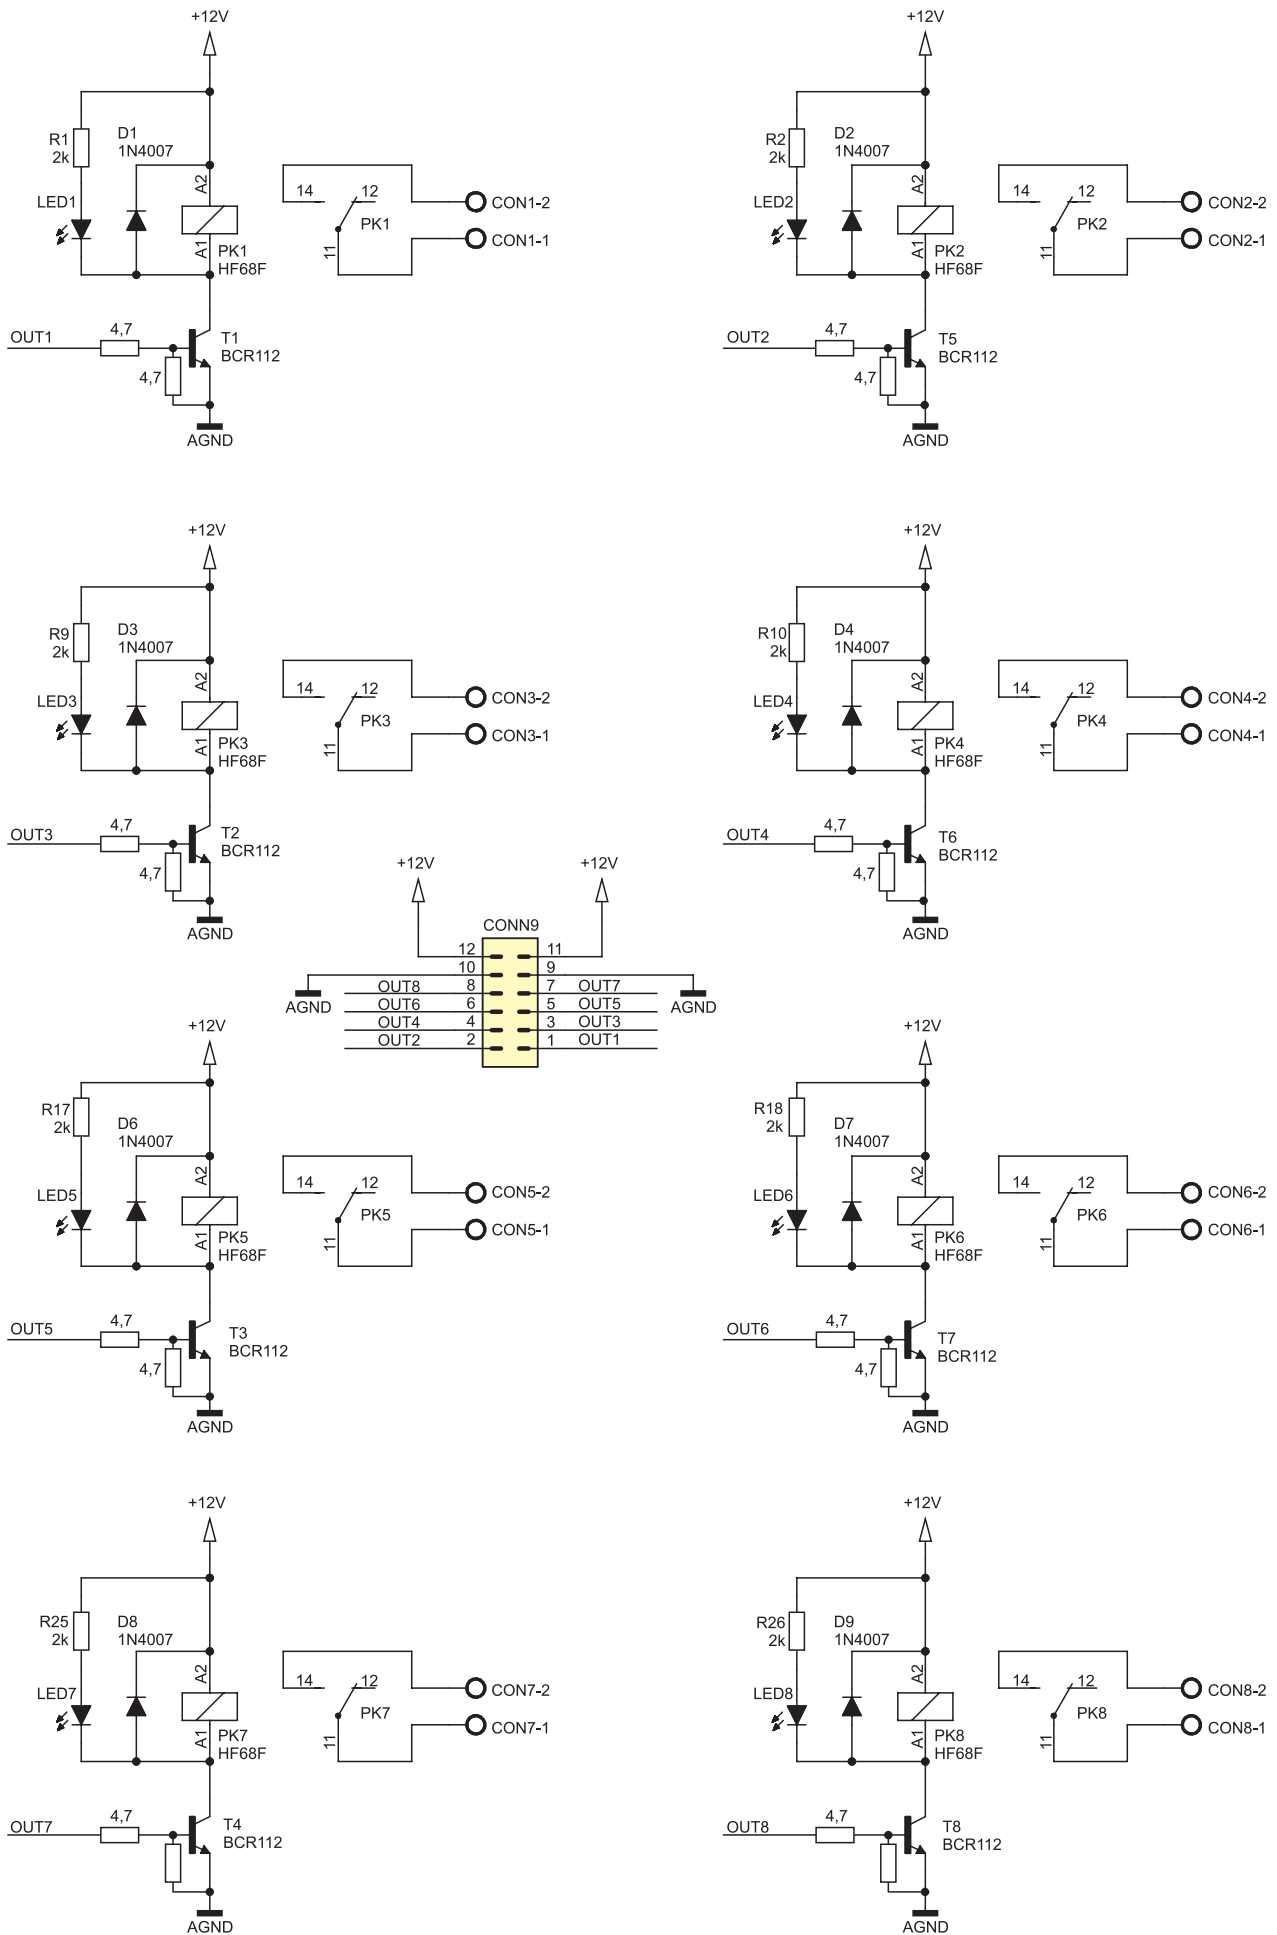 +12V
R1
2k
D1
1N4007
A2
LED1
A1
PK1
HF68F
14
12
PK1
11
CON1-2
CON1-1
OUT1
4,7
4,7
T1
BCR112
AGND
+12V
R2
2k
D2
1N4007
A2
LED2
A1
PK2
HF68F
14
12
PK2
11
CON2-2
CON2-1
OUT2
4,7
4,7
T5
BCR112
AGND
+12V
R9
2k
D3
1N4007
A2
LED3
A1
PK3
HF68F
14
12
PK3
11
CON3-2
CON3-1
OUT3
4,7
4,7
T2
BCR112
AGND
+12V
R10
2k
D4
1N4007
A2
LED4
A1
PK4
HF68F
14
12
PK4
11
CON4-2
CON4-1
OUT4
4,7
4,7
T6
BCR112
AGND
+12V
+12V
CONN9
12
11
10
9
OUT8
8
7
OUT7
OUT6
6
5
OUT5
OUT4
4
3
OUT3
OUT2
2
1
OUT1
AGND
AGND
+12V
R17
2k
D6
1N4007
A2
LED5
A1
PK5
HF68F
14
12
PK5
11
CON5-2
CON5-1
OUT5
4,7
4,7
T3
BCR112
AGND
+12V
R18
2k
D7
1N4007
A2
LED6
A1
PK6
HF68F
14
12
PK6
11
CON6-2
CON6-1
OUT6
4,7
4,7
T7
BCR112
AGND
+12V
R25
2k
D8
1N4007
A2
LED7
A1
PK7
HF68F
14
12
PK7
11
CON7-2
CON7-1
OUT7
4,7
T4
BCR112
AGND
+12V
R26
2k
D9
1N4007
A2
LED8
A1
PK8
HF68F
14
12
PK8
11
CON8-2
CON8-1
OUT8
4,7
T8
BCR112
AGND